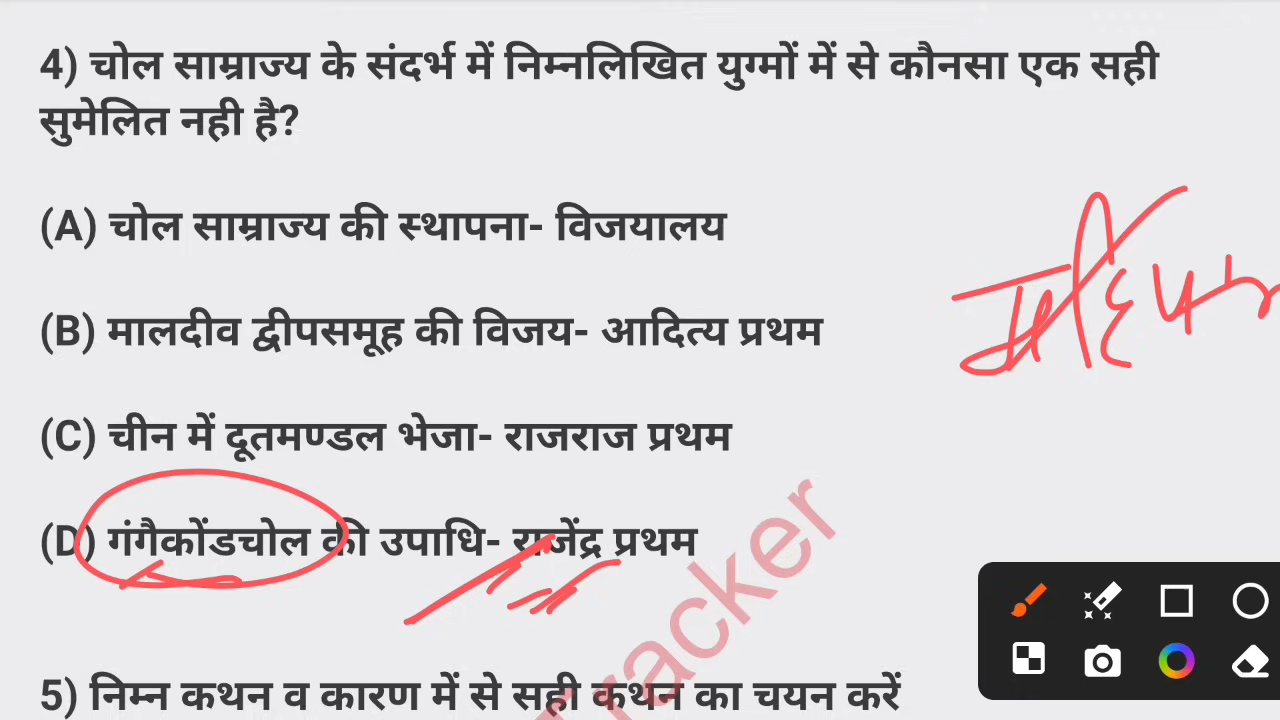 4) चोल साम्राज्य के संदर्भ में निम्नलिखित युग्मों में से कौनसा एक सही
सुमेलित नही है?
(A) चोल साम्राज्य की स्थापना- विजयालय
(B) मालदीव द्वीपसमूह की विजय- आदित्य प्रथम
(C) चीन में दूतमण्डल भेजा- राजराज प्रथम
(D) गंगैकोंडचोल की उपाधि- राजेंद्र प्रथम
racker
5) निम्न कथन व कारण में से सही कथन का चयन करें